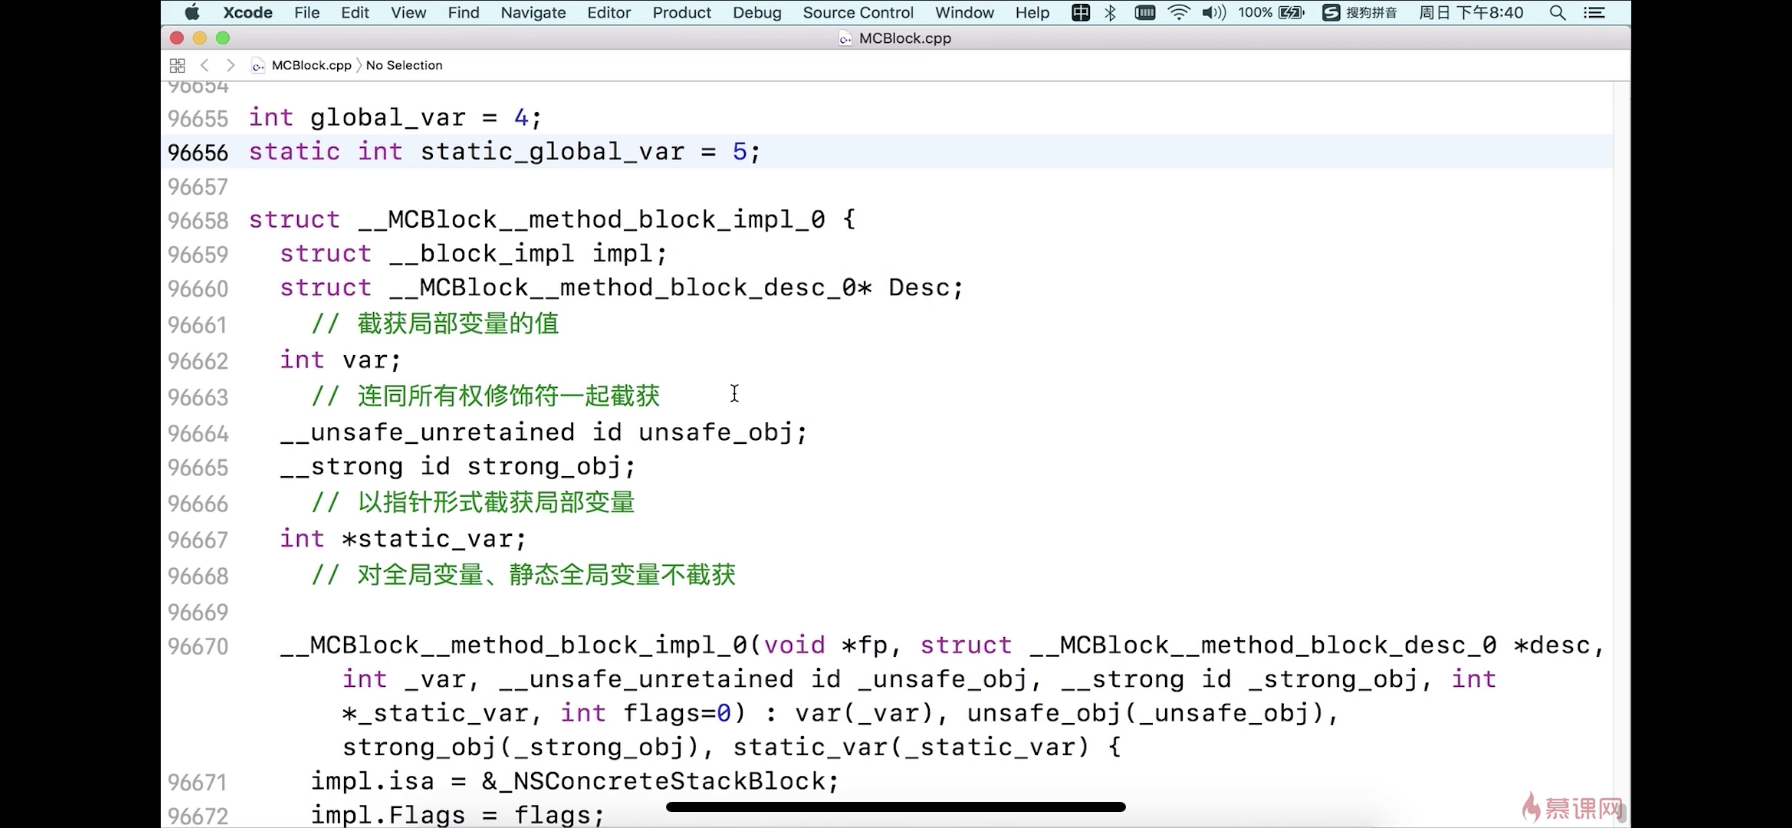 Xcode File Edit View Find Navigate Editor Product Debug Source Control Window Help 中 100% S 搜狗拼音 周日 下午8:40
MCBlock.cpp
MCBlock.cpp 〉 No Selection
96654
96655 int global_var = 4;
96656 static int static_global_var = 5;
96657
96658 struct __MCBlock__method_block_impl_0 {
96659 struct __block_impl impl;
96660 struct __MCBlock__method_block_desc_0* Desc;
96661 // 截获局部变量的值
96662 int var;
96663 // 连同所有权修饰符一起截获
96664 __unsafe_unretained id unsafe_obj;
96665 __strong id strong_obj;
96666 // 以指针形式截获局部变量
96667 int *static_var;
96668 // 对全局变量、静态全局变量不截获
96669
96670 __MCBlock__method_block_impl_0(void *fp, struct __MCBlock__method_block_desc_0 *desc,
int _var, __unsafe_unretained id _unsafe_obj, __strong id _strong_obj, int
*_static_var, int flags=0) : var(_var), unsafe_obj(_unsafe_obj),
strong_obj(_strong_obj), static_var(_static_var) {
96671 impl.isa = &_NSConcreteStackBlock;
96672 impl.Flags = flags;
慕课网